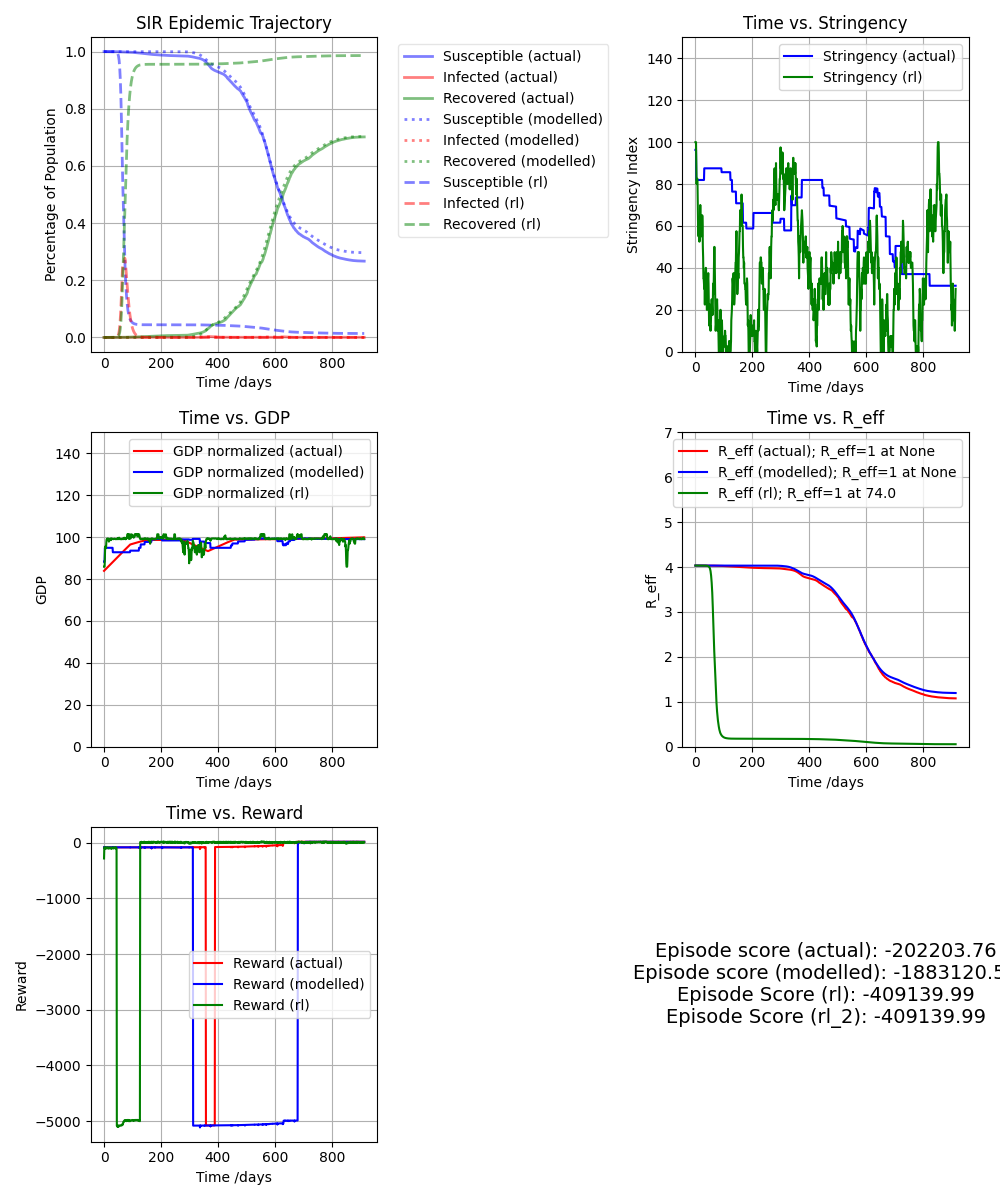 SIR Epidemic Trajectory
Percentage of Population
1.0
0.8
0.6
0.4
0.2
0.0
0 200 400 600 800
Time /days
Susceptible (actual)
Infected (actual)
Recovered (actual)
Susceptible (modelled)
Infected (modelled)
Recovered (modelled)
Susceptible (rl)
Infected (rl)
Recovered (rl)
Time vs. Stringency
Stringency Index
140
120
100
80
60
40
20
0
Stringency (actual)
Stringency (rl)
0 200 400 600 800
Time /days
Time vs. GDP
GDP
140
120
100
80
60
40
20
0
GDP normalized (actual)
GDP normalized (modelled)
GDP normalized (rl)
0 200 400 600 800
Time /days
Time vs. R_eff
R_eff
7
6
5
4
3
2
1
0
R_eff (actual); R_eff=1 at None
R_eff (modelled); R_eff=1 at None
R_eff (rl); R_eff=1 at 74.0
0 200 400 600 800
Time /days
Time vs. Reward
Reward
0
−1000
−2000
−3000
−4000
−5000
Reward (actual)
Reward (modelled)
Reward (rl)
0 200 400 600 800
Time /days
Episode score (actual): -202203.76
Episode score (modelled): -1883120.5
Episode Score (rl): -409139.99
Episode Score (rl_2): -409139.99